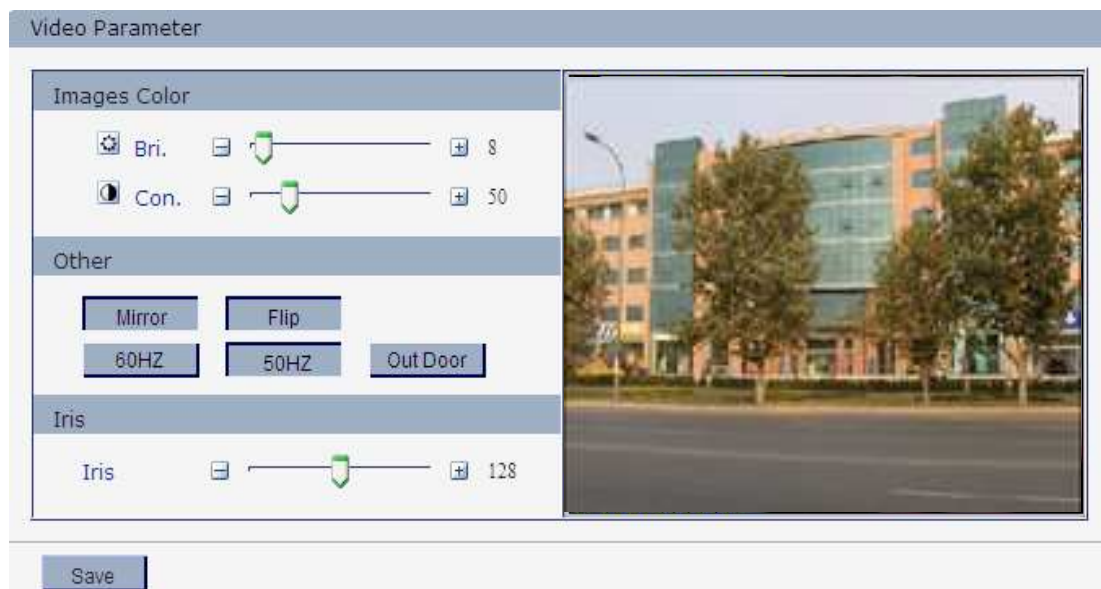 Video Parameter
Images Color
Bri. 8
Con. 50
Other
Mirror Flip
60HZ 50HZ Out Door
Iris
Iris 128
Save